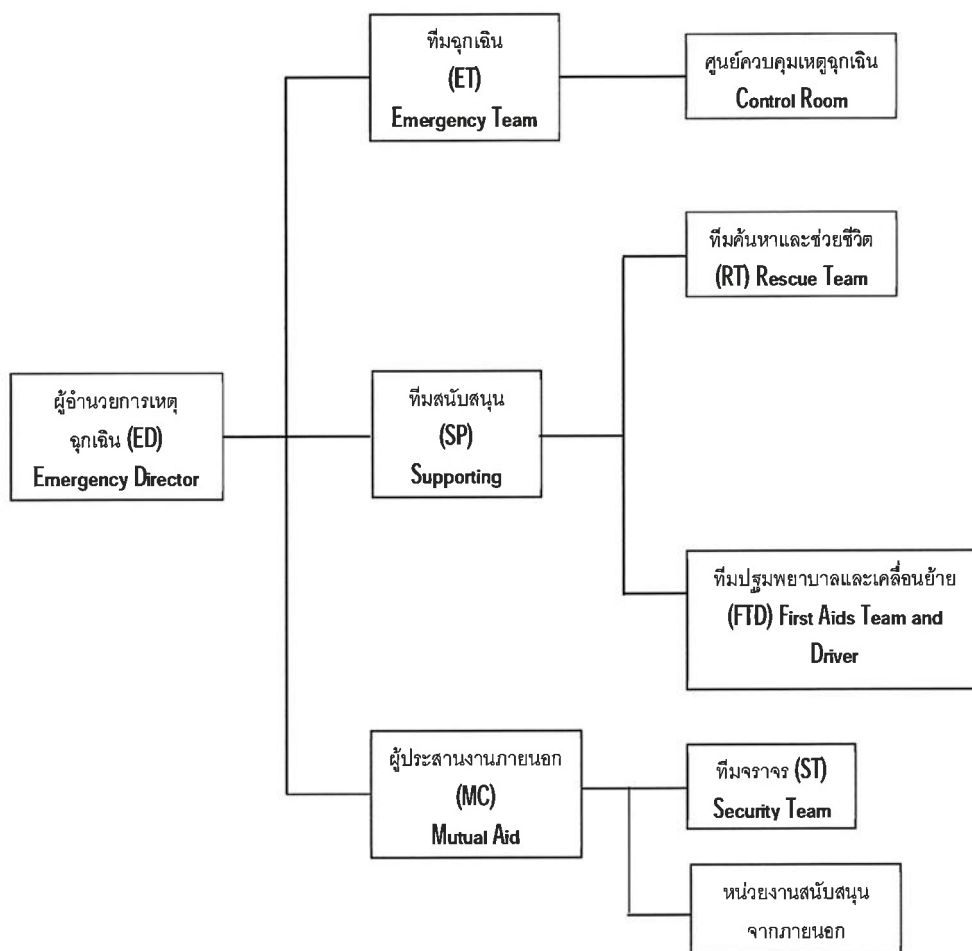 ทีมฉุกเฉิน
(ET)
Emergency Team
ศูนย์ควบคุมเหตุฉุกเฉิน
Control Room
ทีมค้นหาและช่วยชีวิต
(RT) Rescue Team
ผู้อำนวยการเหตุ
ฉุกเฉิน (ED)
Emergency Director
ทีมสนับสนุน
(SP)
Supporting
ทีมปฐมพยาบาลและเคลื่อนย้าย
(FTD) First Aids Team and
Driver
ผู้ประสานงานภายนอก
(MC)
Mutual Aid
ทีมจราจร (ST)
Security Team
หน่วยงานสนับสนุน
จากภายนอก